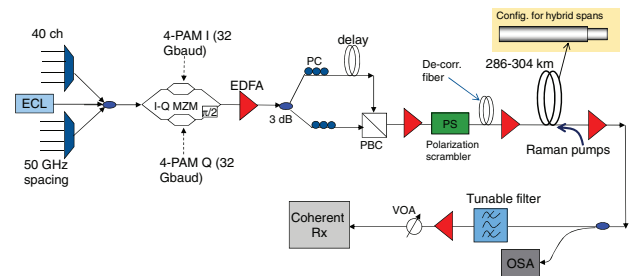 Config. for hybrid spans
40 ch
4-PAM I (32
Gbaud)
delay
PC
286-304 km
De-corr.
fiber
EDFA
ECL
I-Q MZM
π/2
3 dB
PS
PBC
Polarization
scrambler
Raman pumps
50 GHz
spacing
4-PAM Q (32
Gbaud)
Tunable filter
VOA
Coherent
Rx
OSA